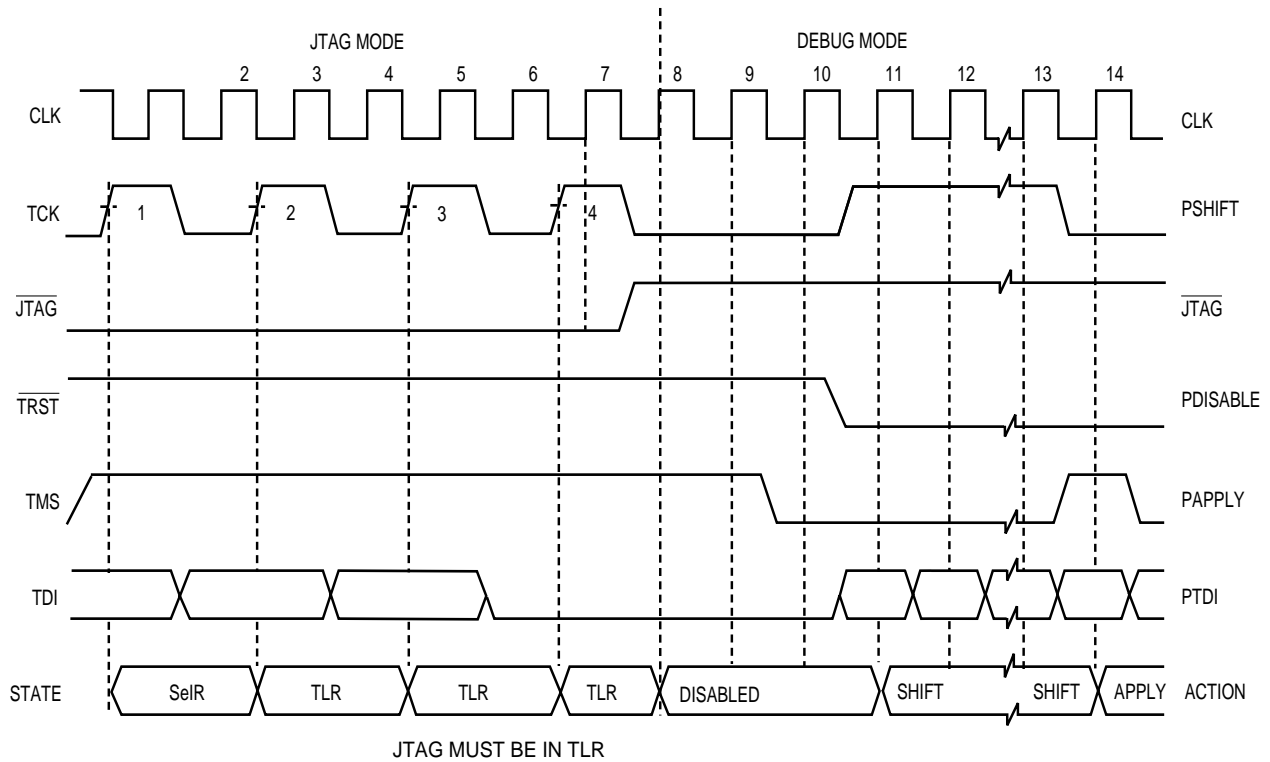 JTAG MODE DEBUG MODE
2 3 4 5 6 7 8 9 10 11 12 13 14
CLK CLK
TCK 1 2 3 4 PSHIFT
JTAG JTAG
TRST PDISABLE
TMS PAPPLY
TDI PTDI
STATE SelR TLR TLR TLR DISABLED SHIFT SHIFT APPLY ACTION
JTAG MUST BE IN TLR